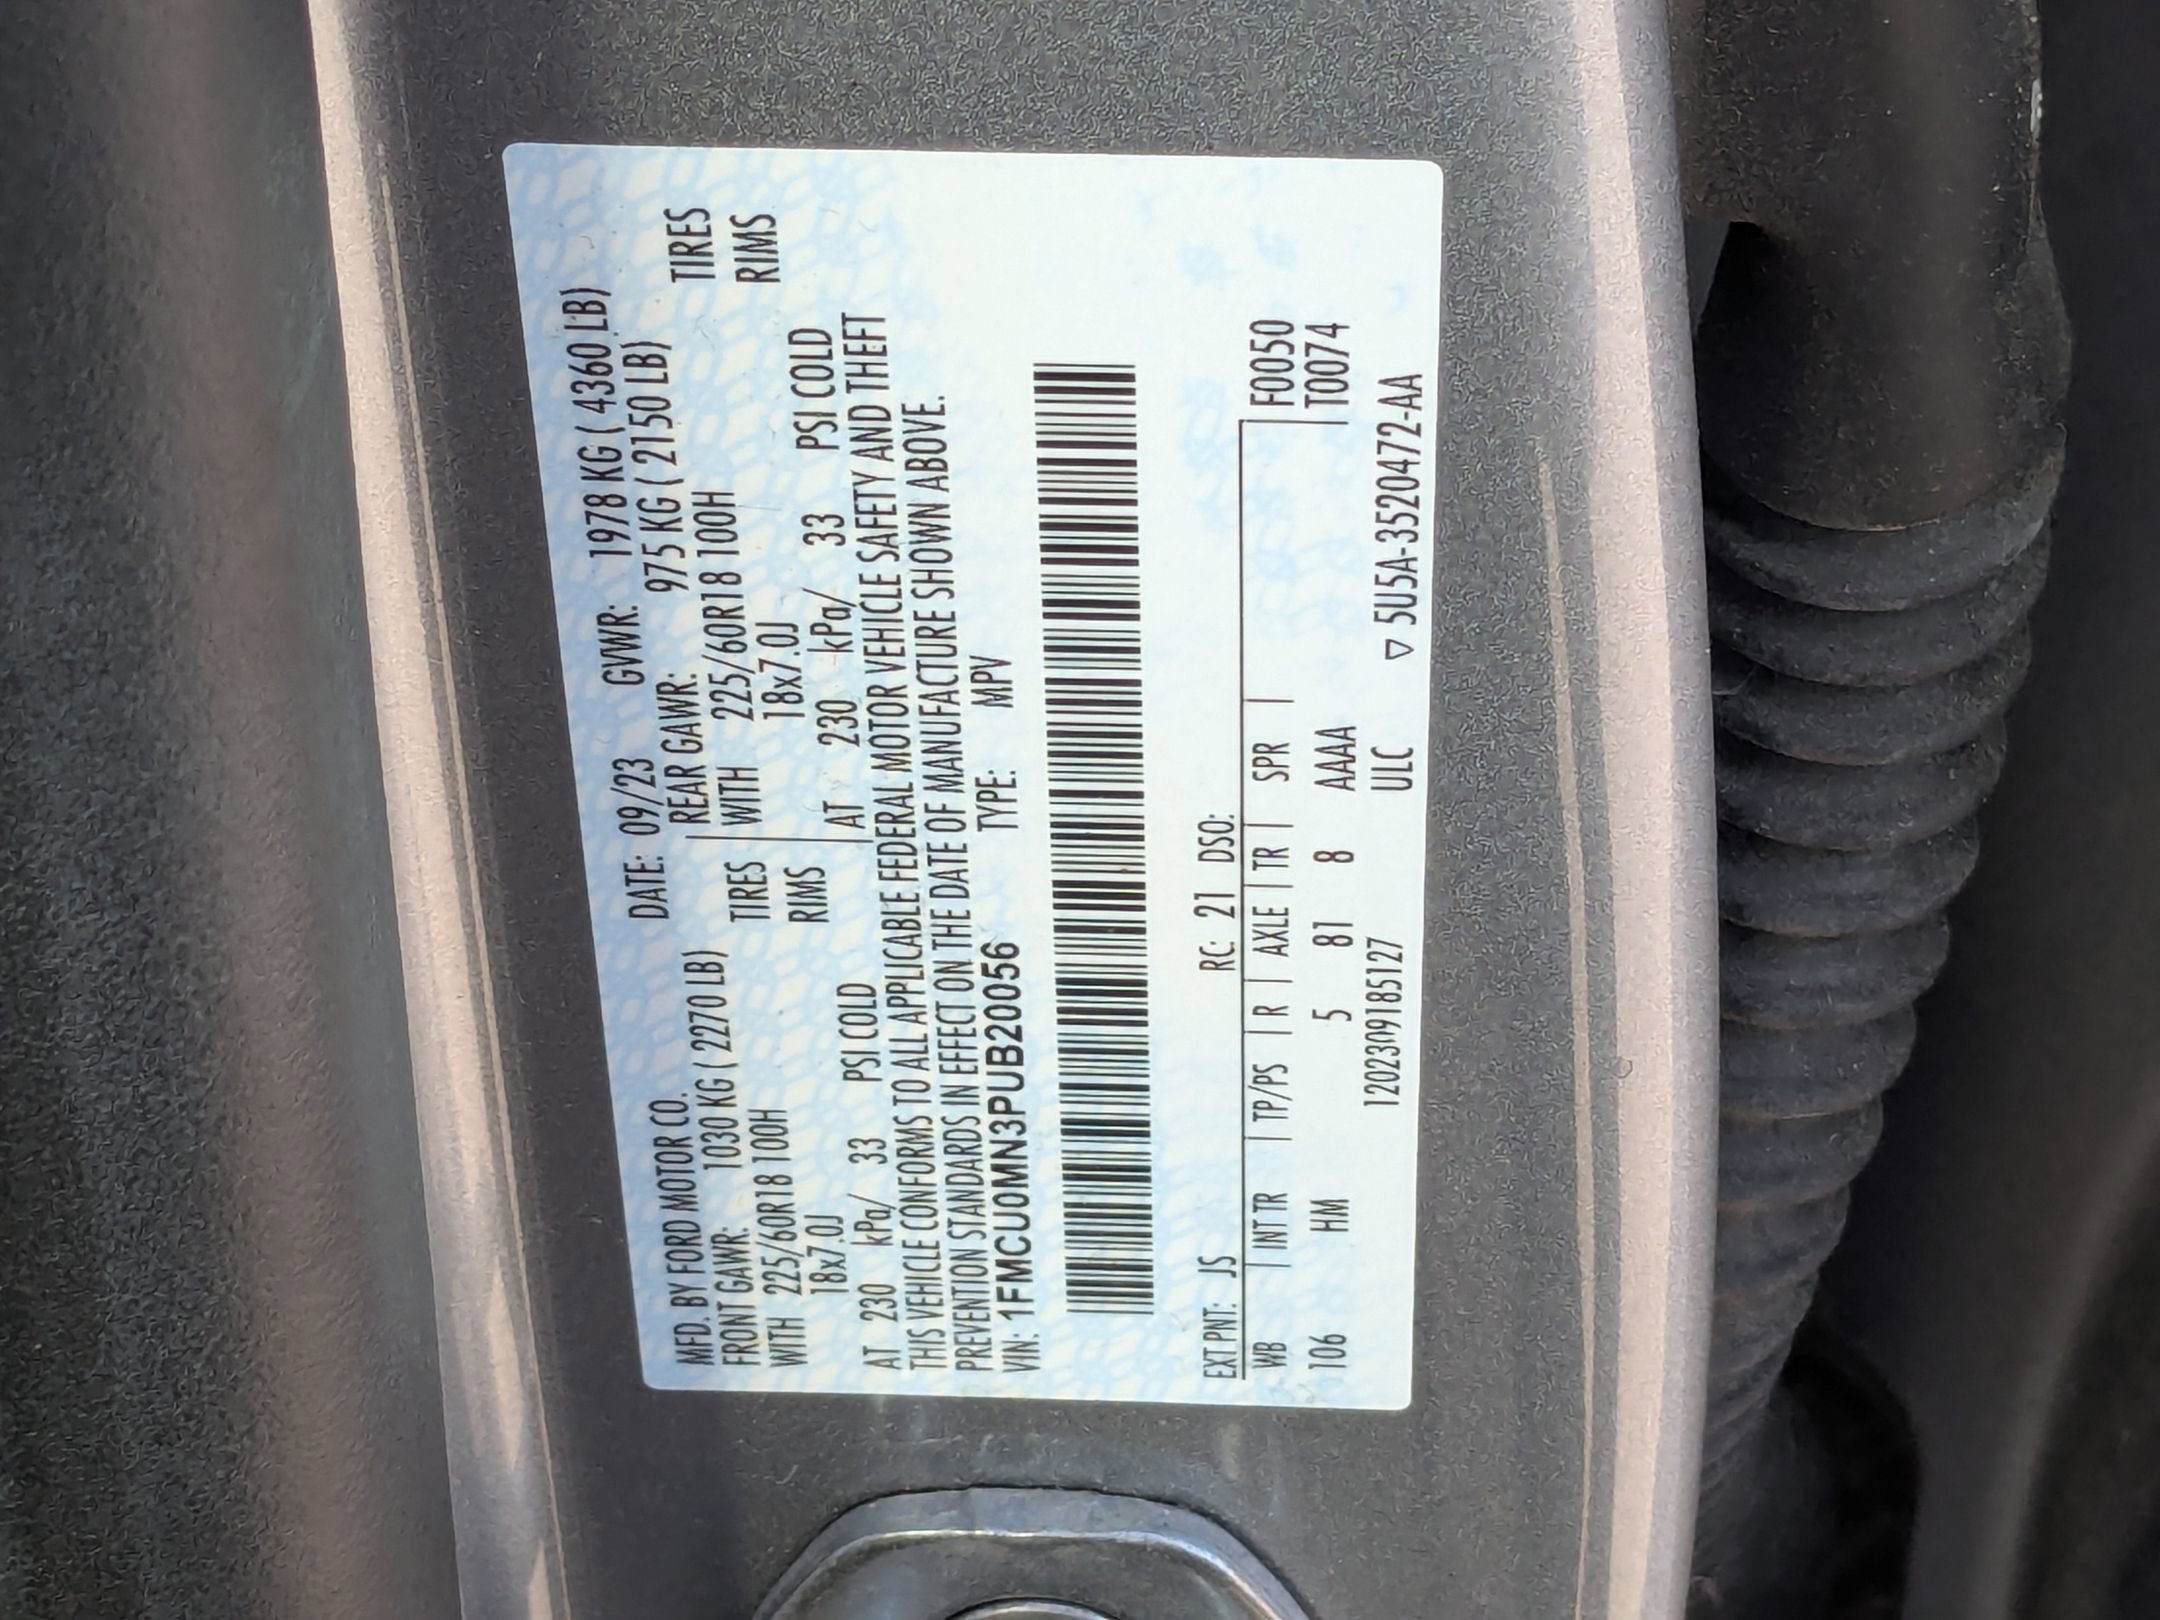 MFD. BY FORD MOTOR CO. DATE: 09/23 GVWR: 1978 KG ( 4360 LB)
FRONT GAWR: 1030 KG ( 2270 LB) REAR GAWR: 975 KG ( 2150 LB)
WITH 225/60R18 100H TIRES WITH 225/60R18 100H TIRES
18x7.0J RIMS 18x7.0J RIMS
AT 230 kPa/ 33 PSI COLD AT 230 kPa/ 33 PSI COLD
THIS VEHICLE CONFORMS TO ALL APPLICABLE FEDERAL MOTOR VEHICLE SAFETY AND THEFT
PREVENTION STANDARDS IN EFFECT ON THE DATE OF MANUFACTURE SHOWN ABOVE.
VIN: 1FMCU0MN3PUB20056 TYPE: MPV
EXT PNT: JS RC: 21 DSO:
WB | INT TR | TP/PS | R | AXLE | TR | SPR | F0050
106 HM 5 81 8 AAAA T0074
1202309185127 ULC ▽ 5U5A-3520472-AA